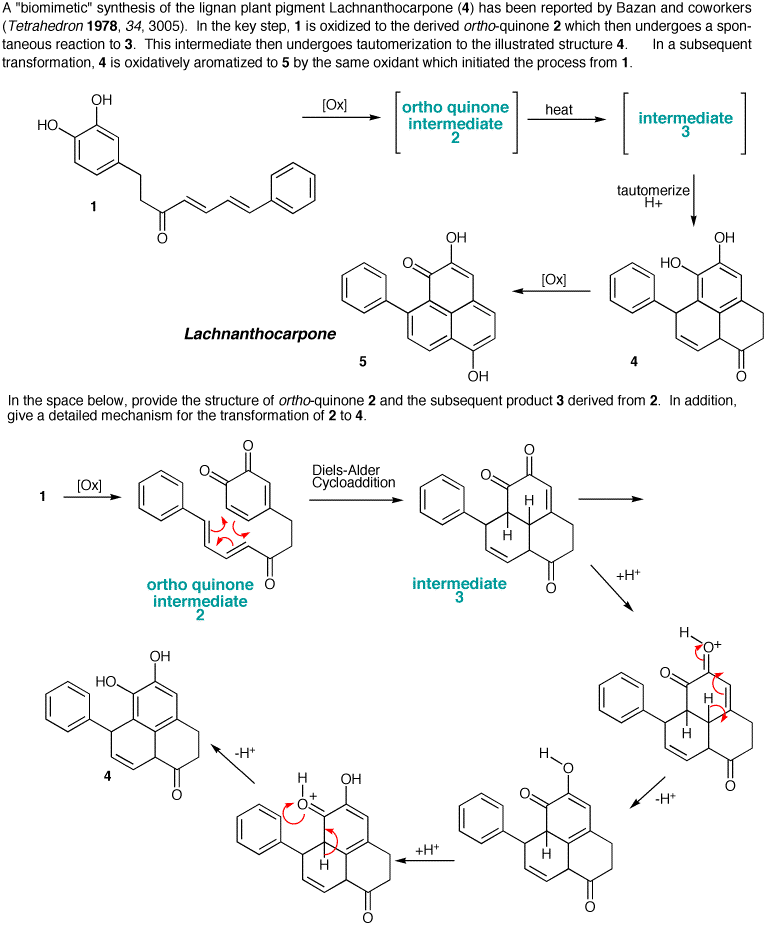 A "biomimetic" synthesis of the lignan plant pigment Lachnanthocarpone (4) has been reported by Bazan and coworkers
(Tetrahedron 1978, 34, 3005). In the key step, 1 is oxidized to the derived ortho-quinone 2 which then undergoes a spon-
taneous reaction to 3. This intermediate then undergoes tautomerization to the illustrated structure 4. In a subsequent
transformation, 4 is oxidatively aromatized to 5 by the same oxidant which initiated the process from 1.
OH
HO
O
1
[Ox]
ortho quinone
intermediate
2
heat
intermediate
3
tautomerize
H+
OH
HO
O
4
[Ox]
OH
O
OH
5
Lachnanthocarpone
In the space below, provide the structure of ortho-quinone 2 and the subsequent product 3 derived from 2. In addition,
give a detailed mechanism for the transformation of 2 to 4.
1
[Ox]
O
O
O
ortho quinone
intermediate
2
Diels-Alder
Cycloaddition
O
O
H
H
O
intermediate
3
+H+
H
O+
O
H
H
O
-H+
H
O
O
H
O
+H+
H
O+
OH
H
O
-H+
OH
HO
O
4